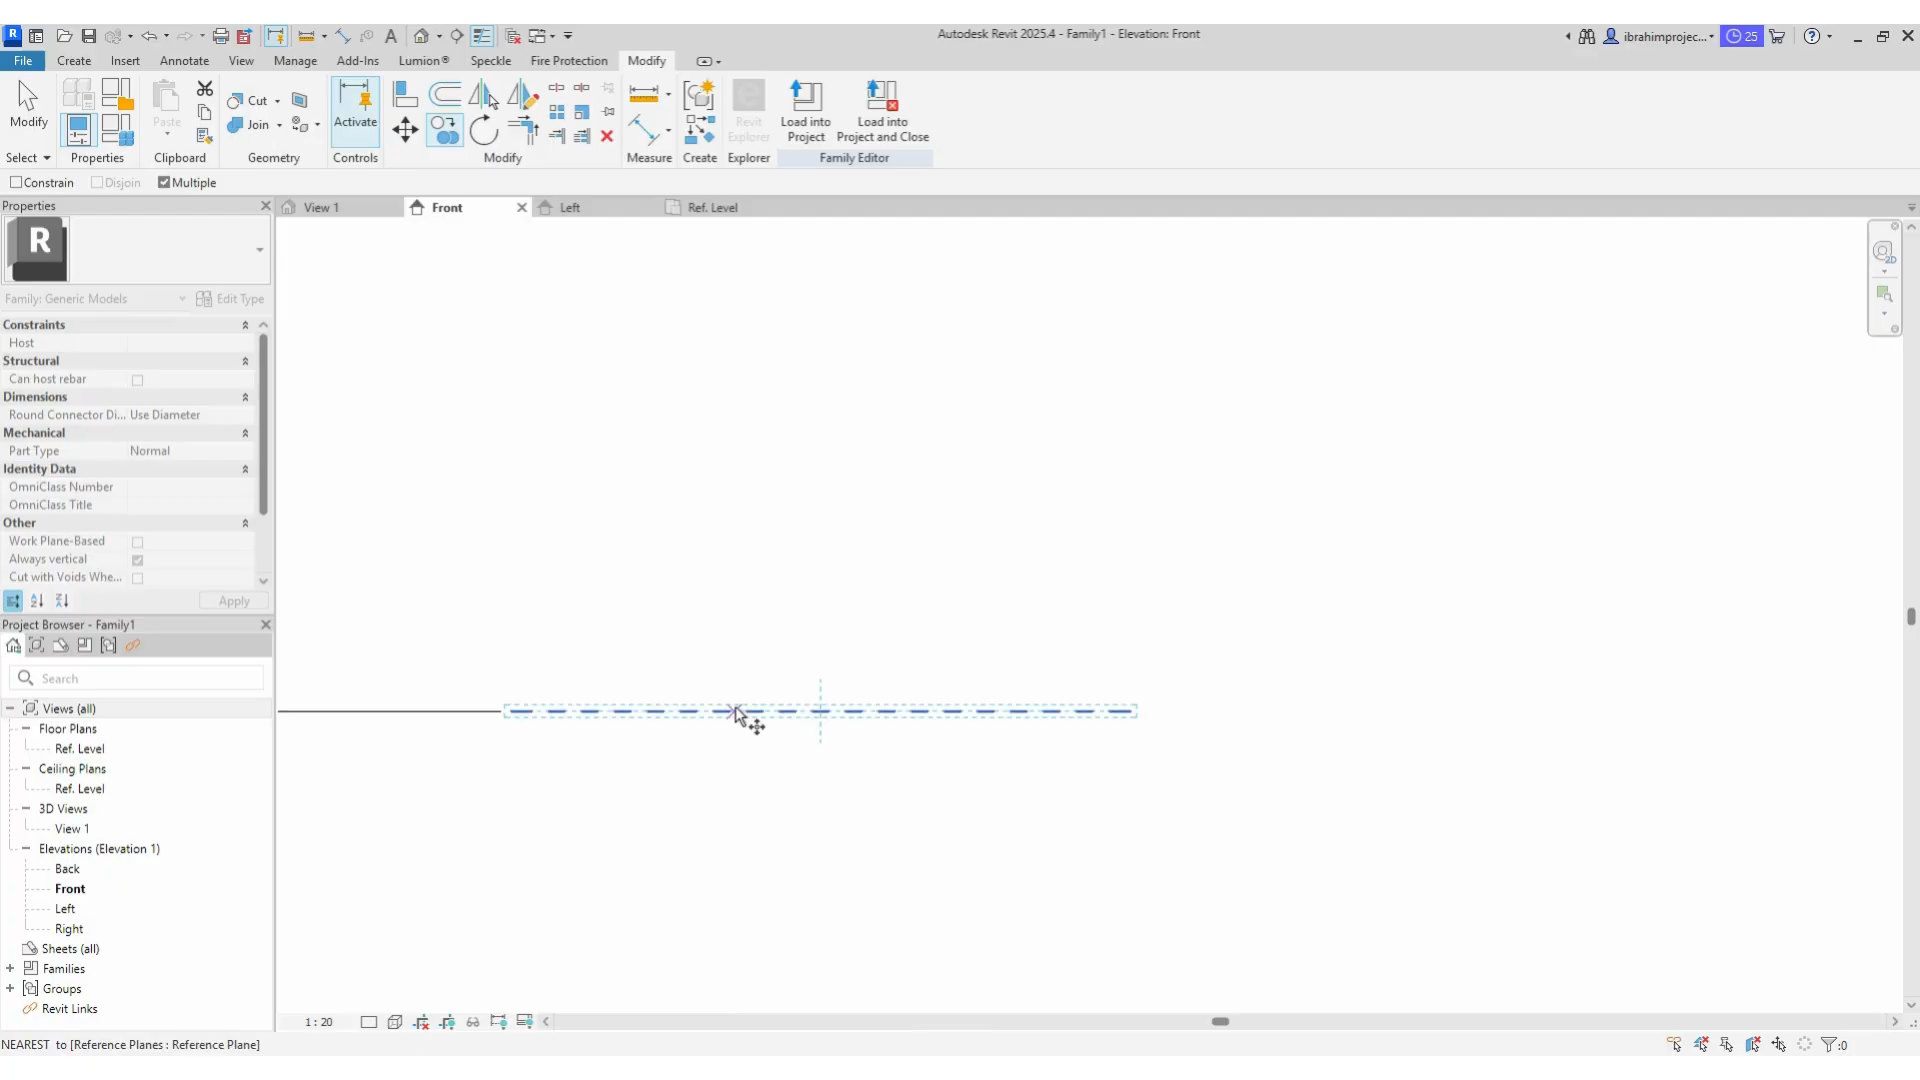 Autodesk Revit 2025.4 - Family1 - Elevation: Front
ibrahimprojec...
25
File Create Insert Annotate View Manage Add-Ins Lumion® Speckle Fire Protection Modify
Modify
Paste
Cut
Join
Activate
Revit Explorer
Load into Project
Load into Project and Close
Select Properties Clipboard Geometry Controls Modify Measure Create Explorer Family Editor
Constrain Disjoin Multiple
Properties
View 1 Front Left Ref. Level
R
2D
Family: Generic Models Edit Type
Constraints
Host
Structural
Can host rebar
Dimensions
Round Connector Di... Use Diameter
Mechanical
Part Type Normal
Identity Data
OmniClass Number
OmniClass Title
Other
Work Plane-Based
Always vertical
Cut with Voids Whe...
Apply
Project Browser - Family1
Search
Views (all)
Floor Plans
Ref. Level
Ceiling Plans
Ref. Level
3D Views
View 1
Elevations (Elevation 1)
Back
Front
Left
Right
Sheets (all)
Families
Groups
Revit Links
1 : 20
NEAREST to [Reference Planes : Reference Plane]
:0